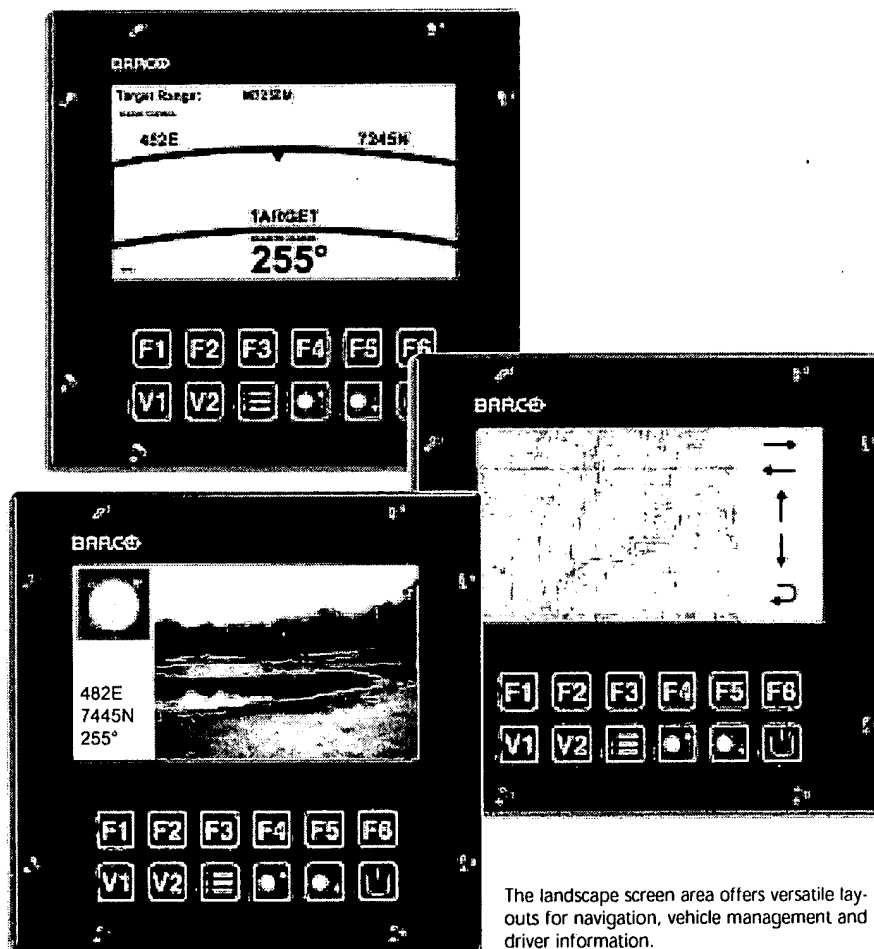 BARCO
Target Range:
452E 7245N
TARGET
255°
F1 F2 F3 F4 F5 F6
V1 V2
BARCO
F1 F2 F3 F4 F5 F6
V1 V2
BARCO
482E
7445N
255°
F1 F2 F3 F4 F5 F6
V1 V2
The landscape screen area offers versatile lay-
outs for navigation, vehicle management and
driver information.